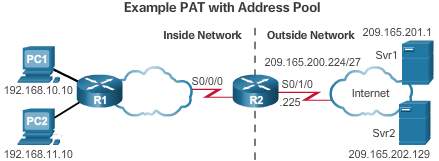 Example PAT with Address Pool
Inside Network
Outside Network
209.165.201.1
PC1
192.168.10.10
R1
S0/0/0
R2
209.165.200.224/27
S0/1/0
.225
Internet
Svr1
PC2
192.168.11.10
Svr2
209.165.202.129